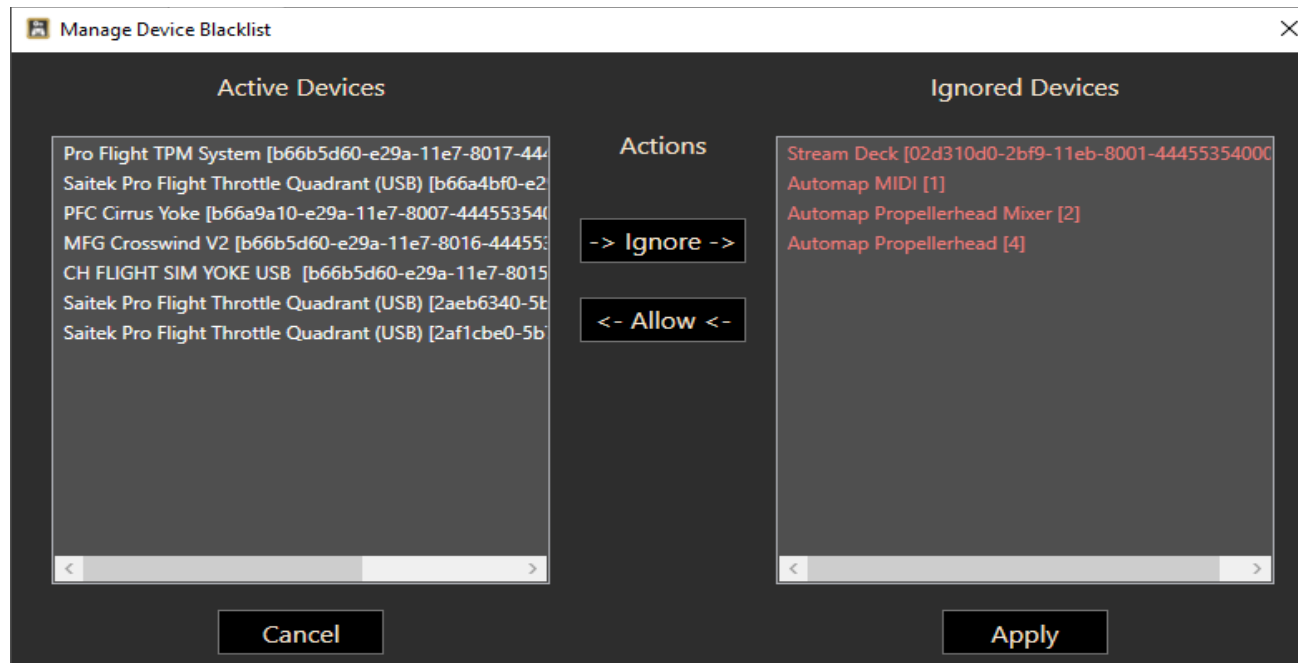 Manage Device Blacklist
Active Devices
Ignored Devices
Actions
Pro Flight TPM System [b66b5d60-e29a-11e7-8017-444
Saitek Pro Flight Throttle Quadrant (USB) [b66a4bf0-e2
PFC Cirrus Yoke [b66a9a10-e29a-11e7-8007-44455354
MFG Crosswind V2 [b66b5d60-e29a-11e7-8016-44455
CH FLIGHT SIM YOKE USB [b66b5d60-e29a-11e7-8015
Saitek Pro Flight Throttle Quadrant (USB) [2aeb6340-5b
Saitek Pro Flight Throttle Quadrant (USB) [2af1cbe0-5b
-> Ignore ->
<- Allow <-
Stream Deck [02d310d0-2bf9-11eb-8001-44455354000
Automap MIDI [1]
Automap Propellerhead Mixer [2]
Automap Propellerhead [4]
Cancel
Apply